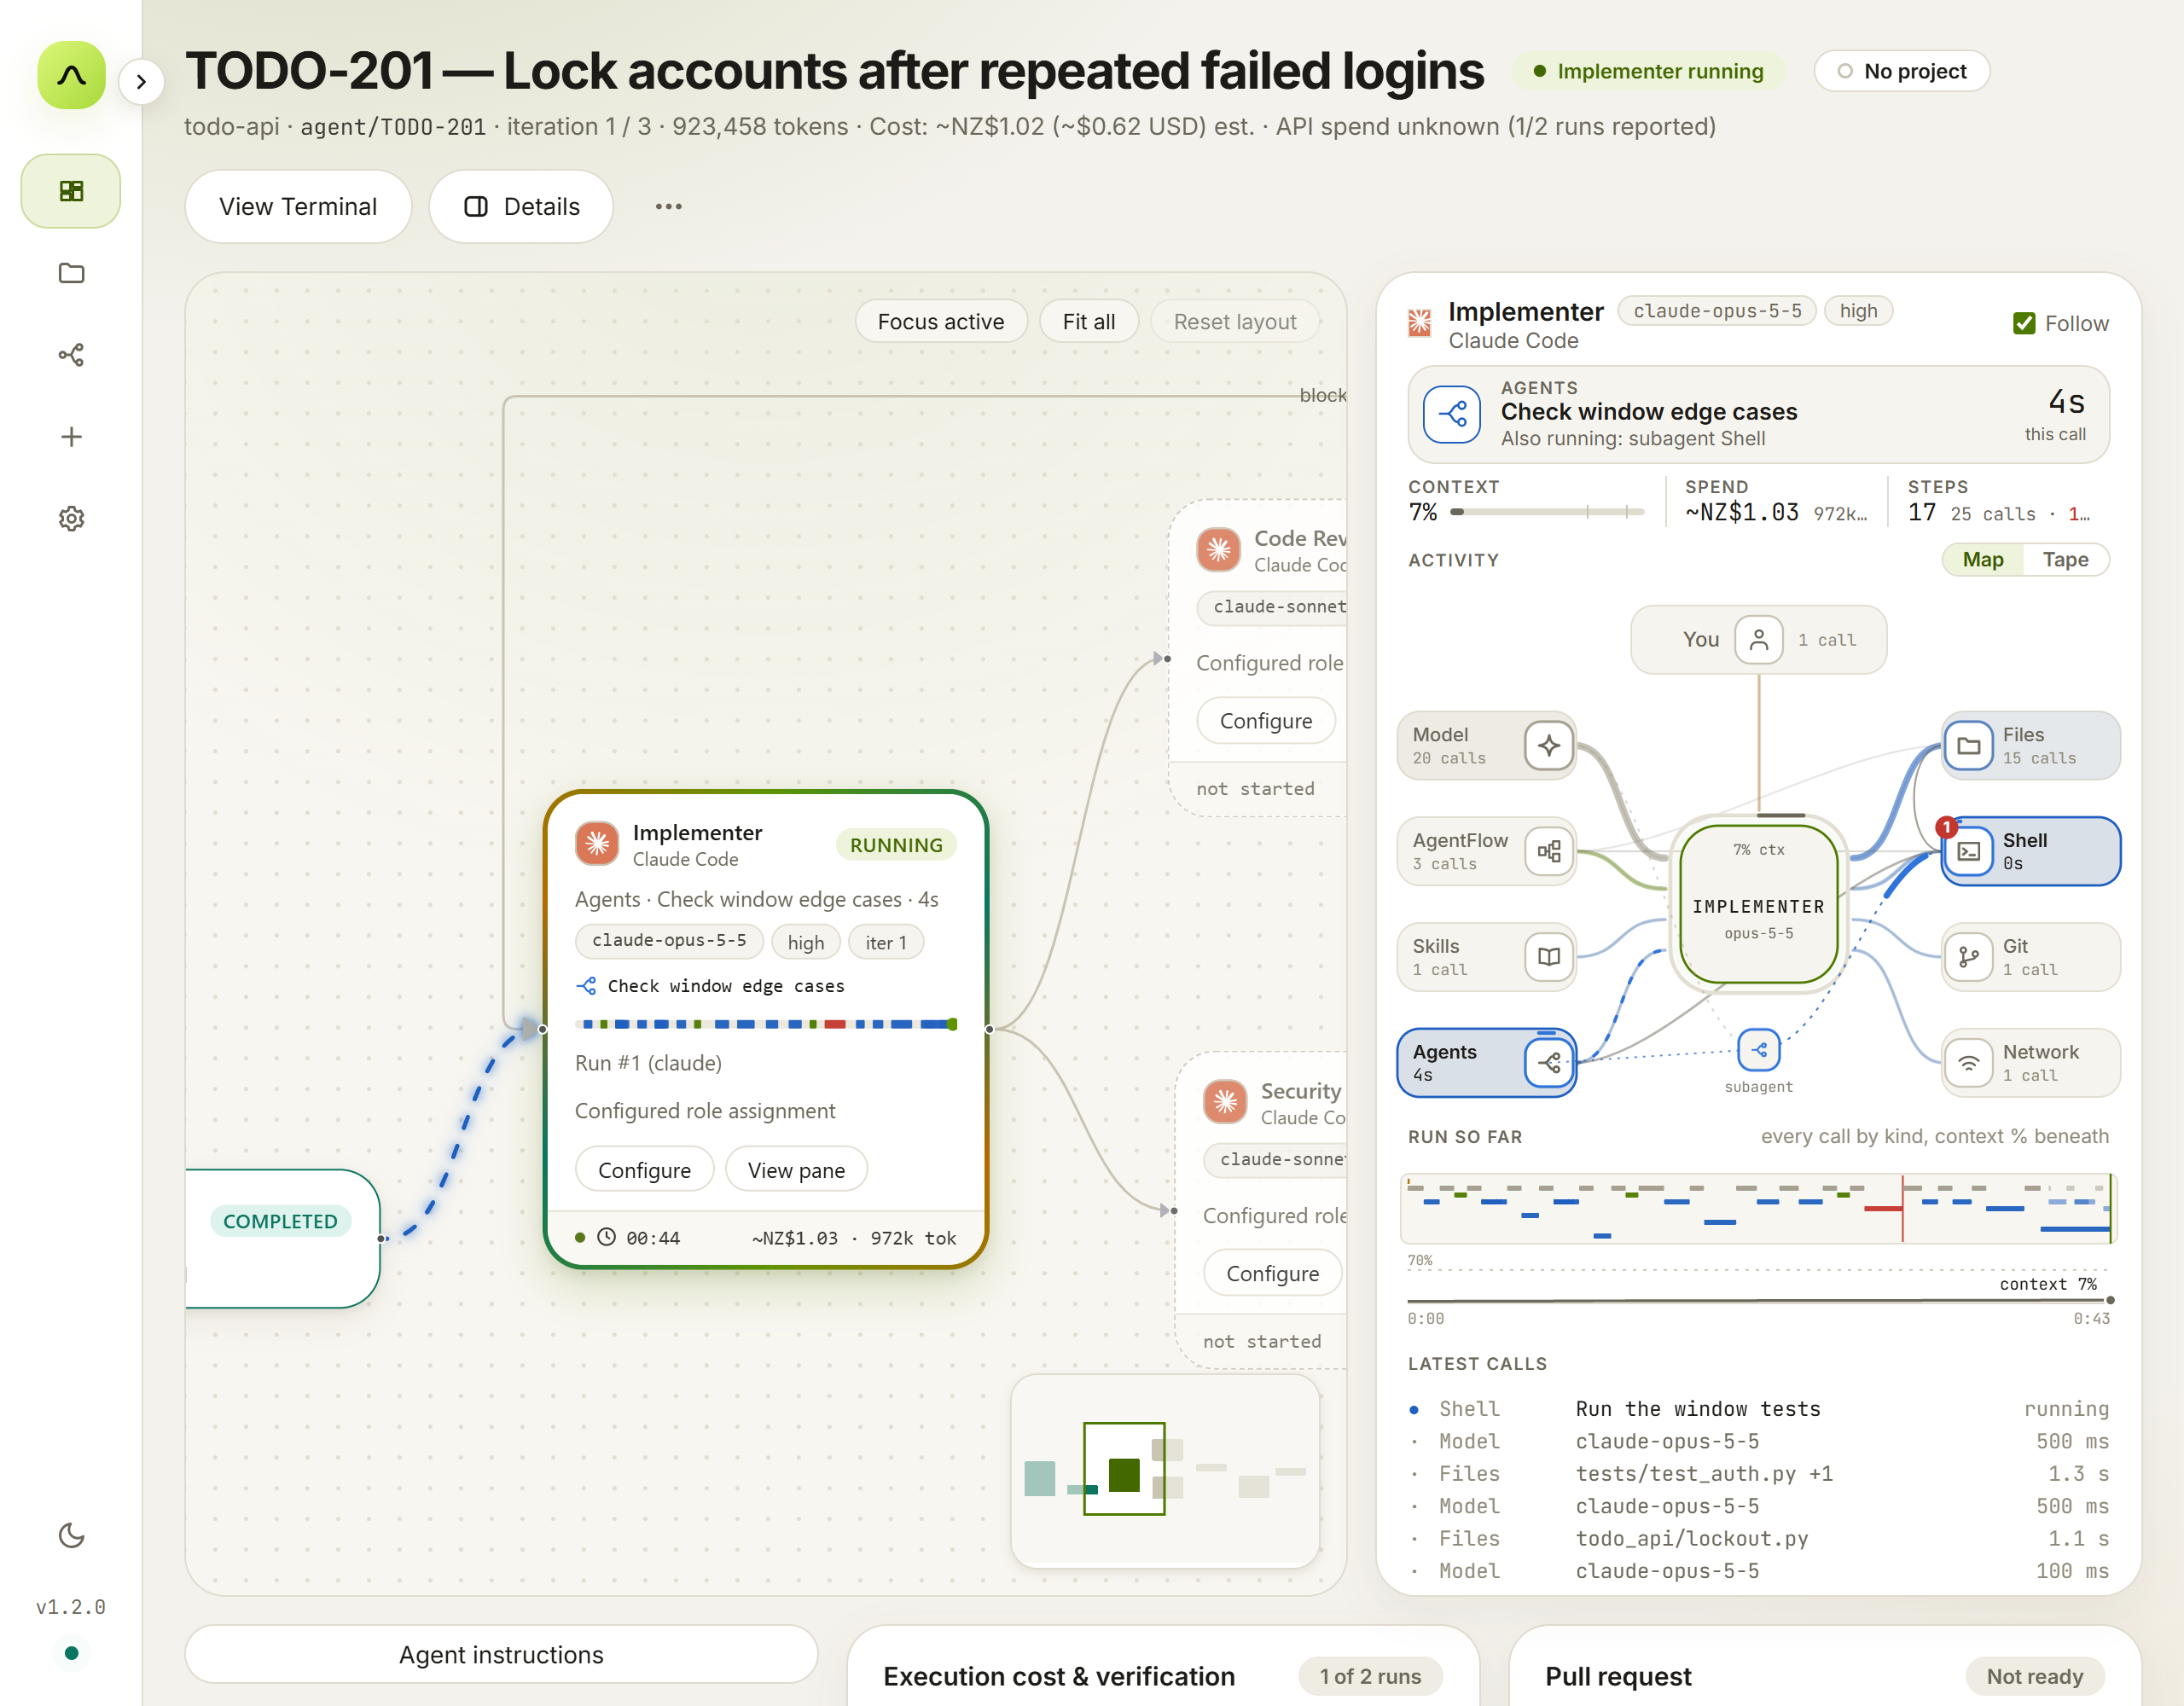 TODO-201 — Lock accounts after repeated failed logins
Implementer running
No project
todo-api · agent/TODO-201 · iteration 1 / 3 · 923,458 tokens · Cost: ~NZ$1.02 (~$0.62 USD) est. · API spend unknown (1/2 runs reported)
View Terminal
Details
Focus active
Fit all
Reset layout
block
Code Rev
Claude Coc
claude-sonnet
Configured role
Configure
not started
Implementer
Claude Code
RUNNING
Agents · Check window edge cases · 4s
claude-opus-5-5
high
iter 1
Check window edge cases
Run #1 (claude)
Configured role assignment
Configure
View pane
00:44
~NZ$1.03 · 972k tok
COMPLETED
Security
Claude Co
claude-sonne
Configured role
Configure
not started
Implementer
claude-opus-5-5
high
Claude Code
Follow
AGENTS
Check window edge cases
Also running: subagent Shell
4s
this call
CONTEXT
7%
SPEND
~NZ$1.03 972k…
STEPS
17 25 calls · 1…
ACTIVITY
Map
Tape
You
1 call
Model
20 calls
Files
15 calls
AgentFlow
3 calls
7% ctx
IMPLEMENTER
opus-5-5
1
Shell
0s
Skills
1 call
Git
1 call
Agents
4s
subagent
Network
1 call
RUN SO FAR
every call by kind, context % beneath
70%
context 7%
0:00
0:43
LATEST CALLS
Shell Run the window tests running
Model claude-opus-5-5 500 ms
Files tests/test_auth.py +1 1.3 s
Model claude-opus-5-5 500 ms
Files todo_api/lockout.py 1.1 s
Model claude-opus-5-5 100 ms
v1.2.0
Agent instructions
Execution cost & verification
1 of 2 runs
Pull request
Not ready